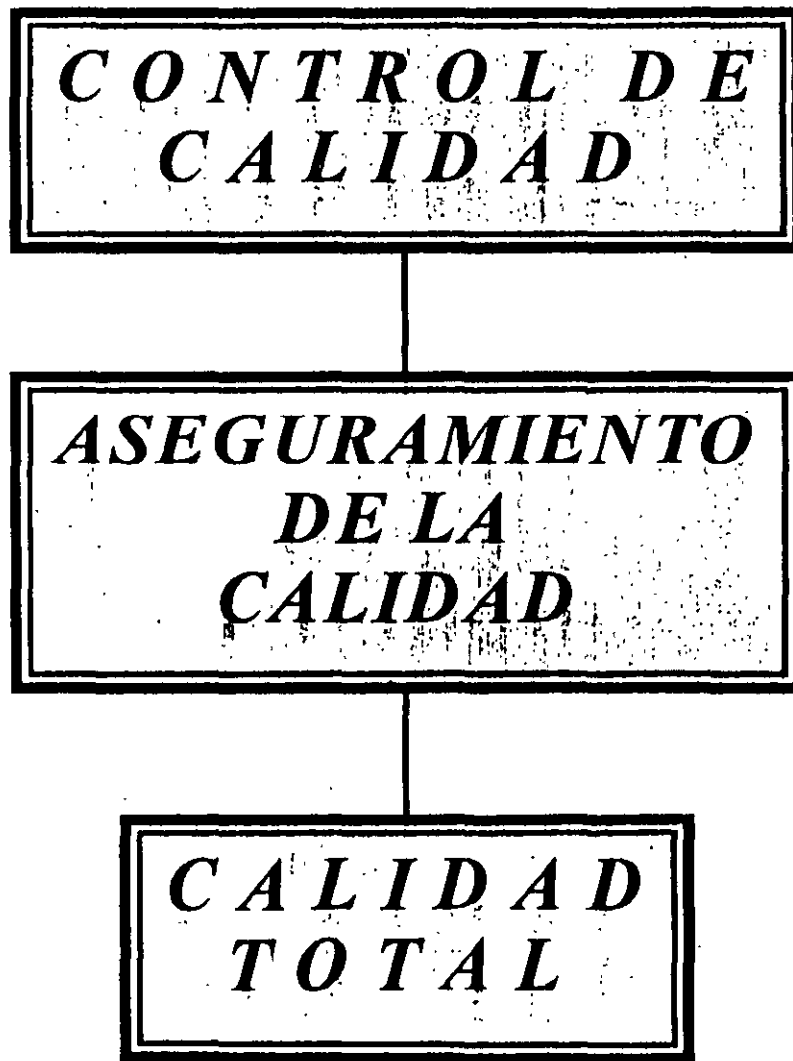 CONTROL DE
CALIDAD
ASEGURAMIENTO
DE LA
CALIDAD
CALIDAD
TOTAL